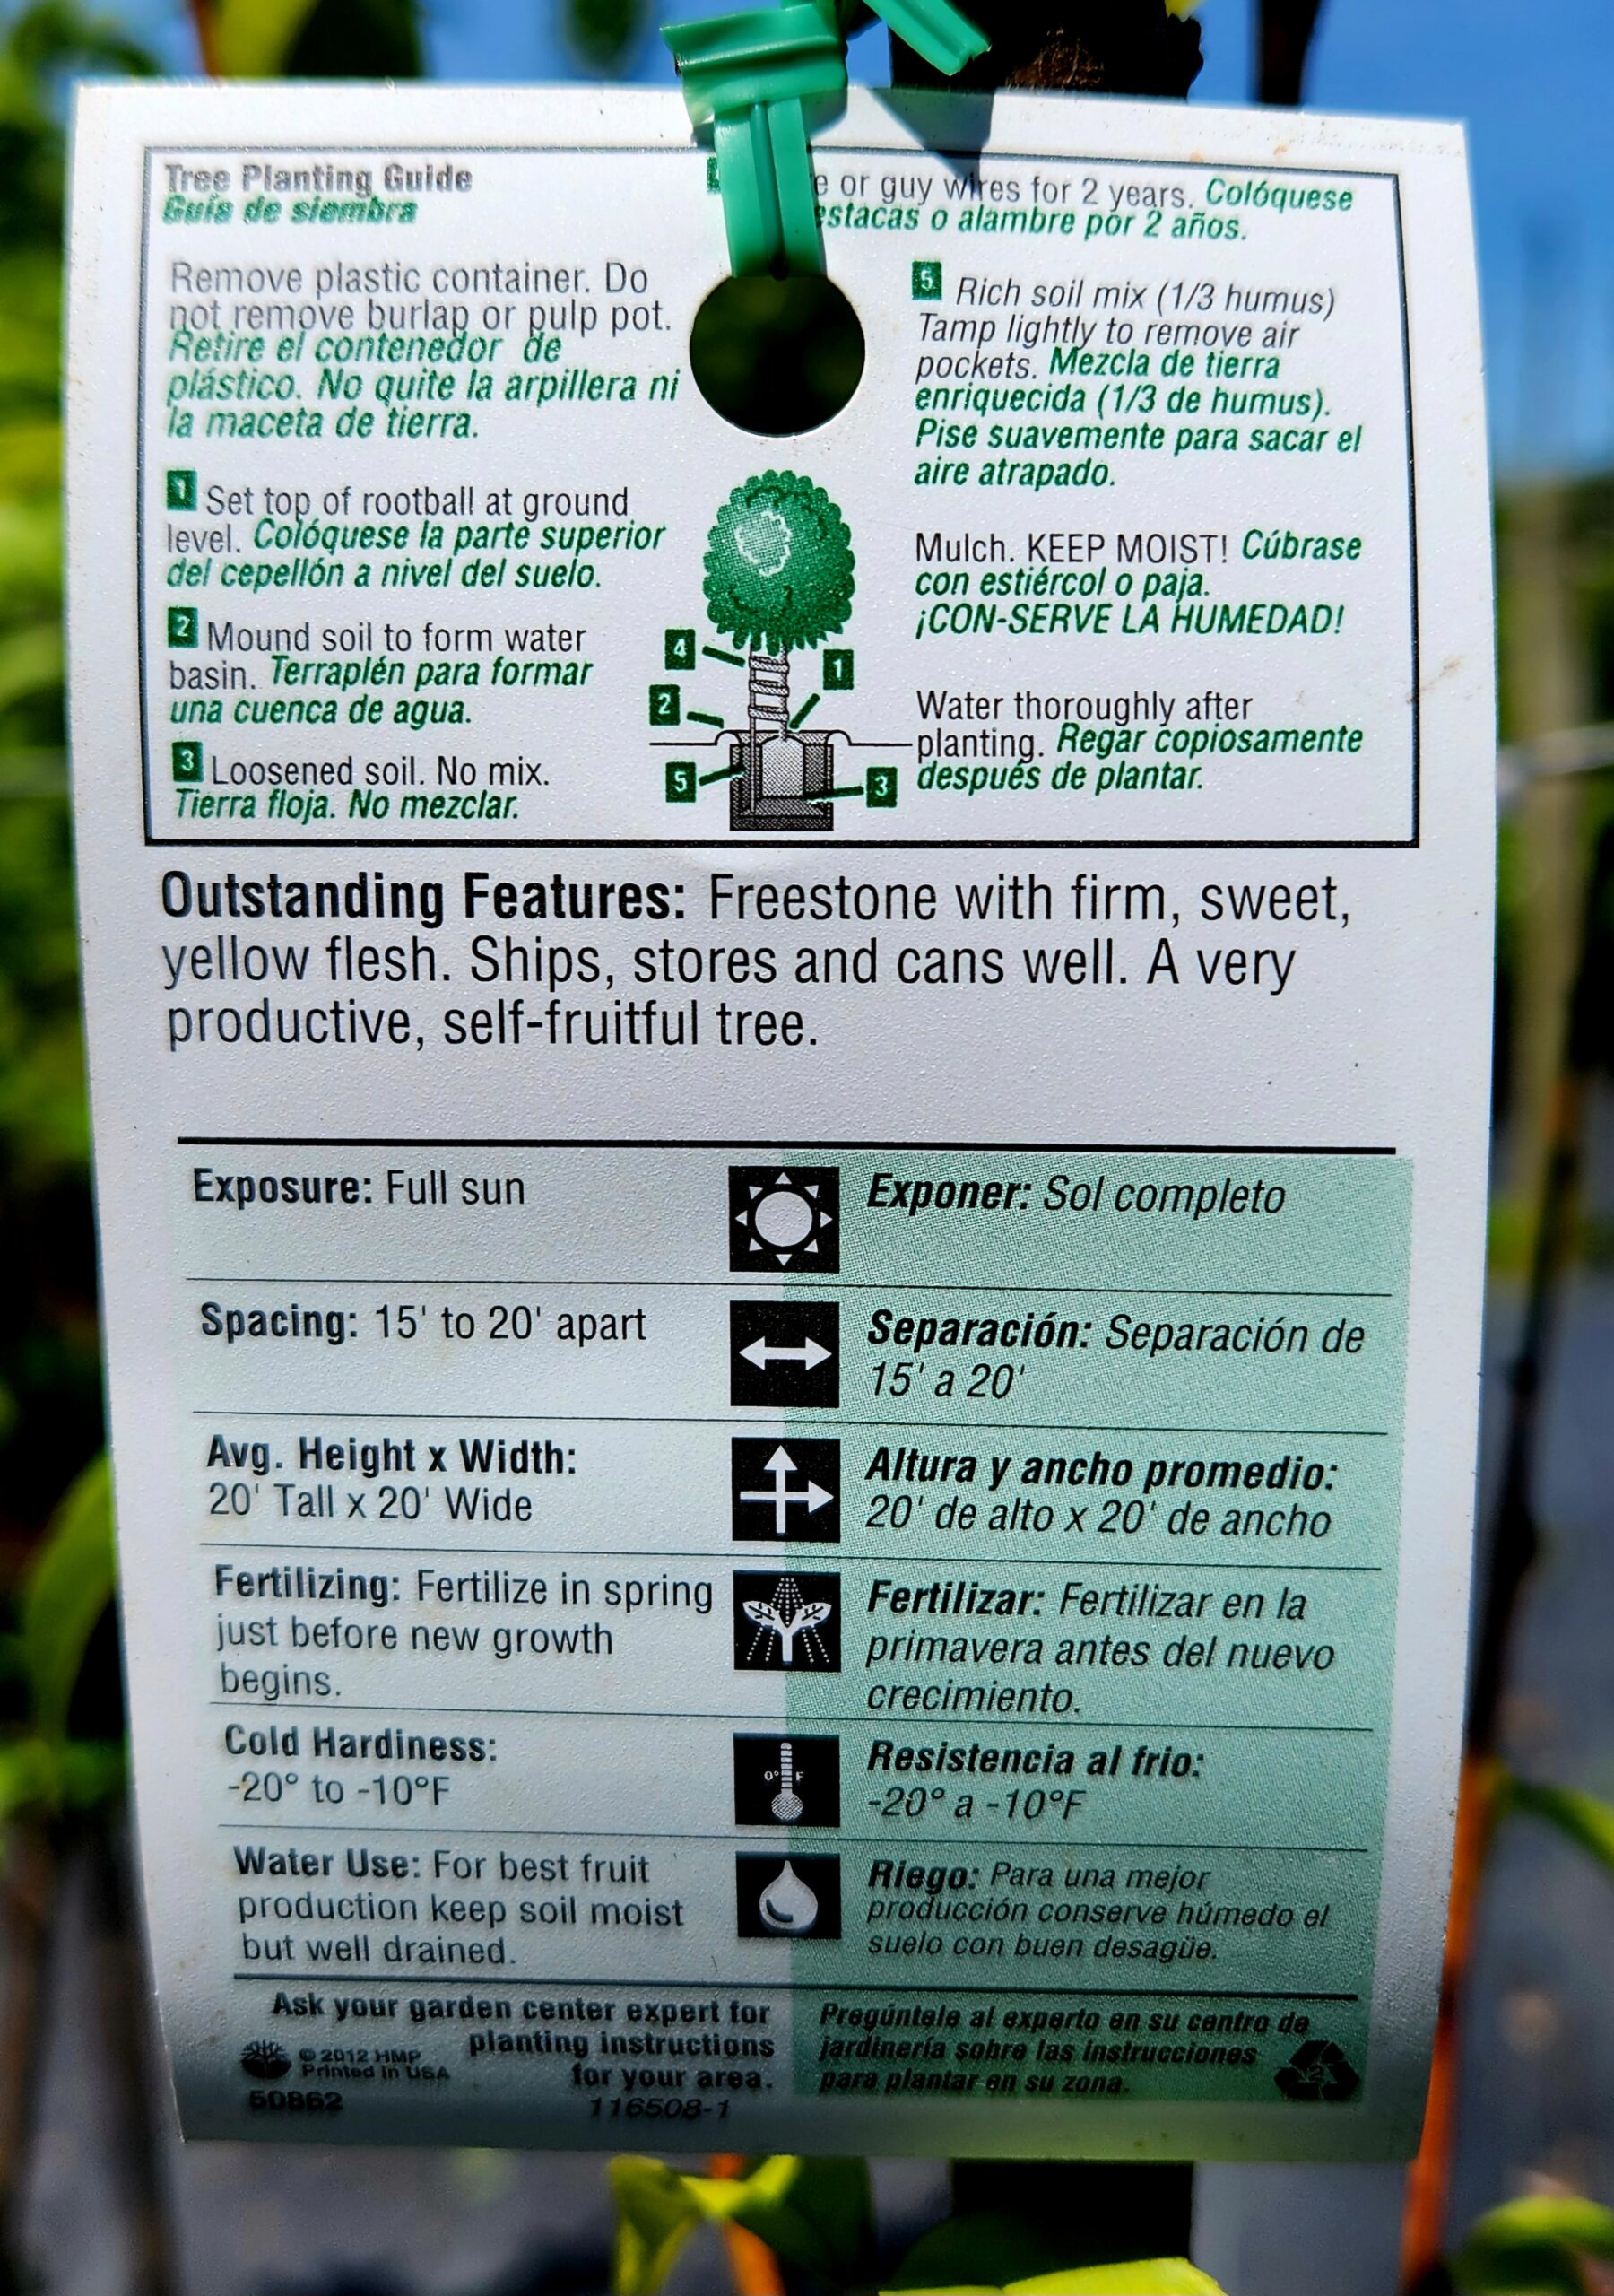 Tree Planting Guide
Guía de siembra
Remove plastic container. Do
not remove burlap or pulp pot.
Retire el contenedor de
plástico. No quite la arpillera ni
la maceta de tierra.
1 Set top of rootball at ground
level. Colóquese la parte superior
del cepellón a nivel del suelo.
2 Mound soil to form water
basin. Terraplén para formar
una cuenca de agua.
3 Loosened soil. No mix.
Tierra floja. No mezclar.
or guy wires for 2 years. Colóquese
estacas o alambre por 2 años.
5 Rich soil mix (1/3 humus)
Tamp lightly to remove air
pockets. Mezcla de tierra
enriquecida (1/3 de humus).
Pise suavemente para sacar el
aire atrapado.
Mulch. KEEP MOIST! Cúbrase
con estiércol o paja.
¡CON-SERVE LA HUMEDAD!
Water thoroughly after
planting. Regar copiosamente
después de plantar.
4
1
2
5
3
Outstanding Features: Freestone with firm, sweet,
yellow flesh. Ships, stores and cans well. A very
productive, self-fruitful tree.
Exposure: Full sun
Exponer: Sol completo
Spacing: 15' to 20' apart
Separación: Separación de
15' a 20'
Avg. Height x Width:
20' Tall x 20' Wide
Altura y ancho promedio:
20' de alto x 20' de ancho
Fertilizing: Fertilize in spring
just before new growth
begins.
Fertilizar: Fertilizar en la
primavera antes del nuevo
crecimiento.
Cold Hardiness:
-20° to -10°F
0° F
Resistencia al frio:
-20° a -10°F
Water Use: For best fruit
production keep soil moist
but well drained.
Riego: Para una mejor
producción conserve húmedo el
suelo con buen desagüe.
Ask your garden center expert for
planting instructions
for your area.
116508-1
© 2012 HMP
Printed in USA
50862
Pregúntele al experto en su centro de
jardinería sobre las instrucciones
para plantar en su zona.
2